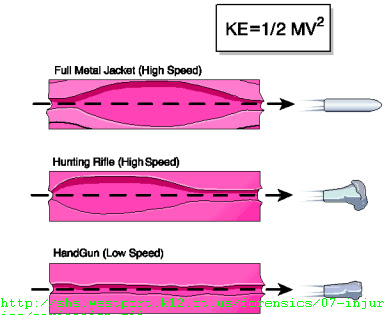 KE=1/2 MV2
Full Metal Jacket (High Speed)
Hunting Rifle (High Speed)
HandGun (Low Speed)